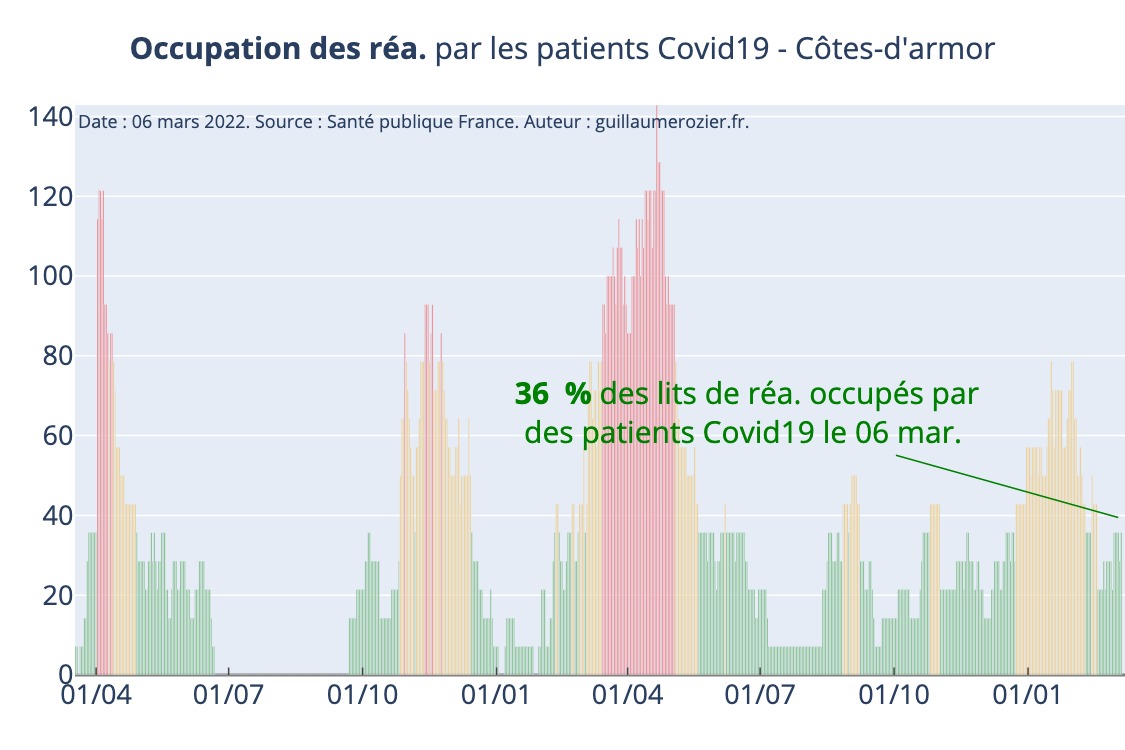 Occupation des réa. par les patients Covid19 - Côtes-d'armor
140
Date : 06 mars 2022. Source : Santé publique France. Auteur : guillaumerozier.fr.
120
100
80
36  % des lits de réa. occupés par
des patients Covid19 le 06 mar.
60
40
20
0
01/04 01/07 01/10 01/01 01/04 01/07 01/10 01/01